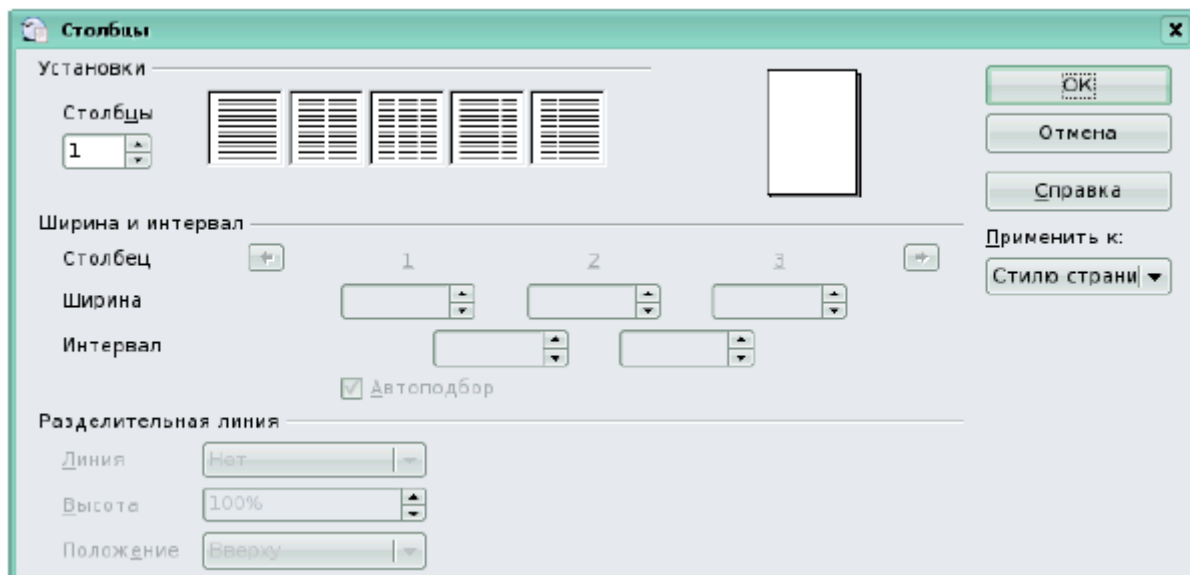 Столбцы
Установки
Столбцы
1
OK
Отмена
Справка
Применить к:
Стилю страни
Ширина и интервал
Столбец 1 2 3
Ширина
Интервал
Автоподбор
Разделительная линия
Линия Нет
Высота 100%
Положение Вверху